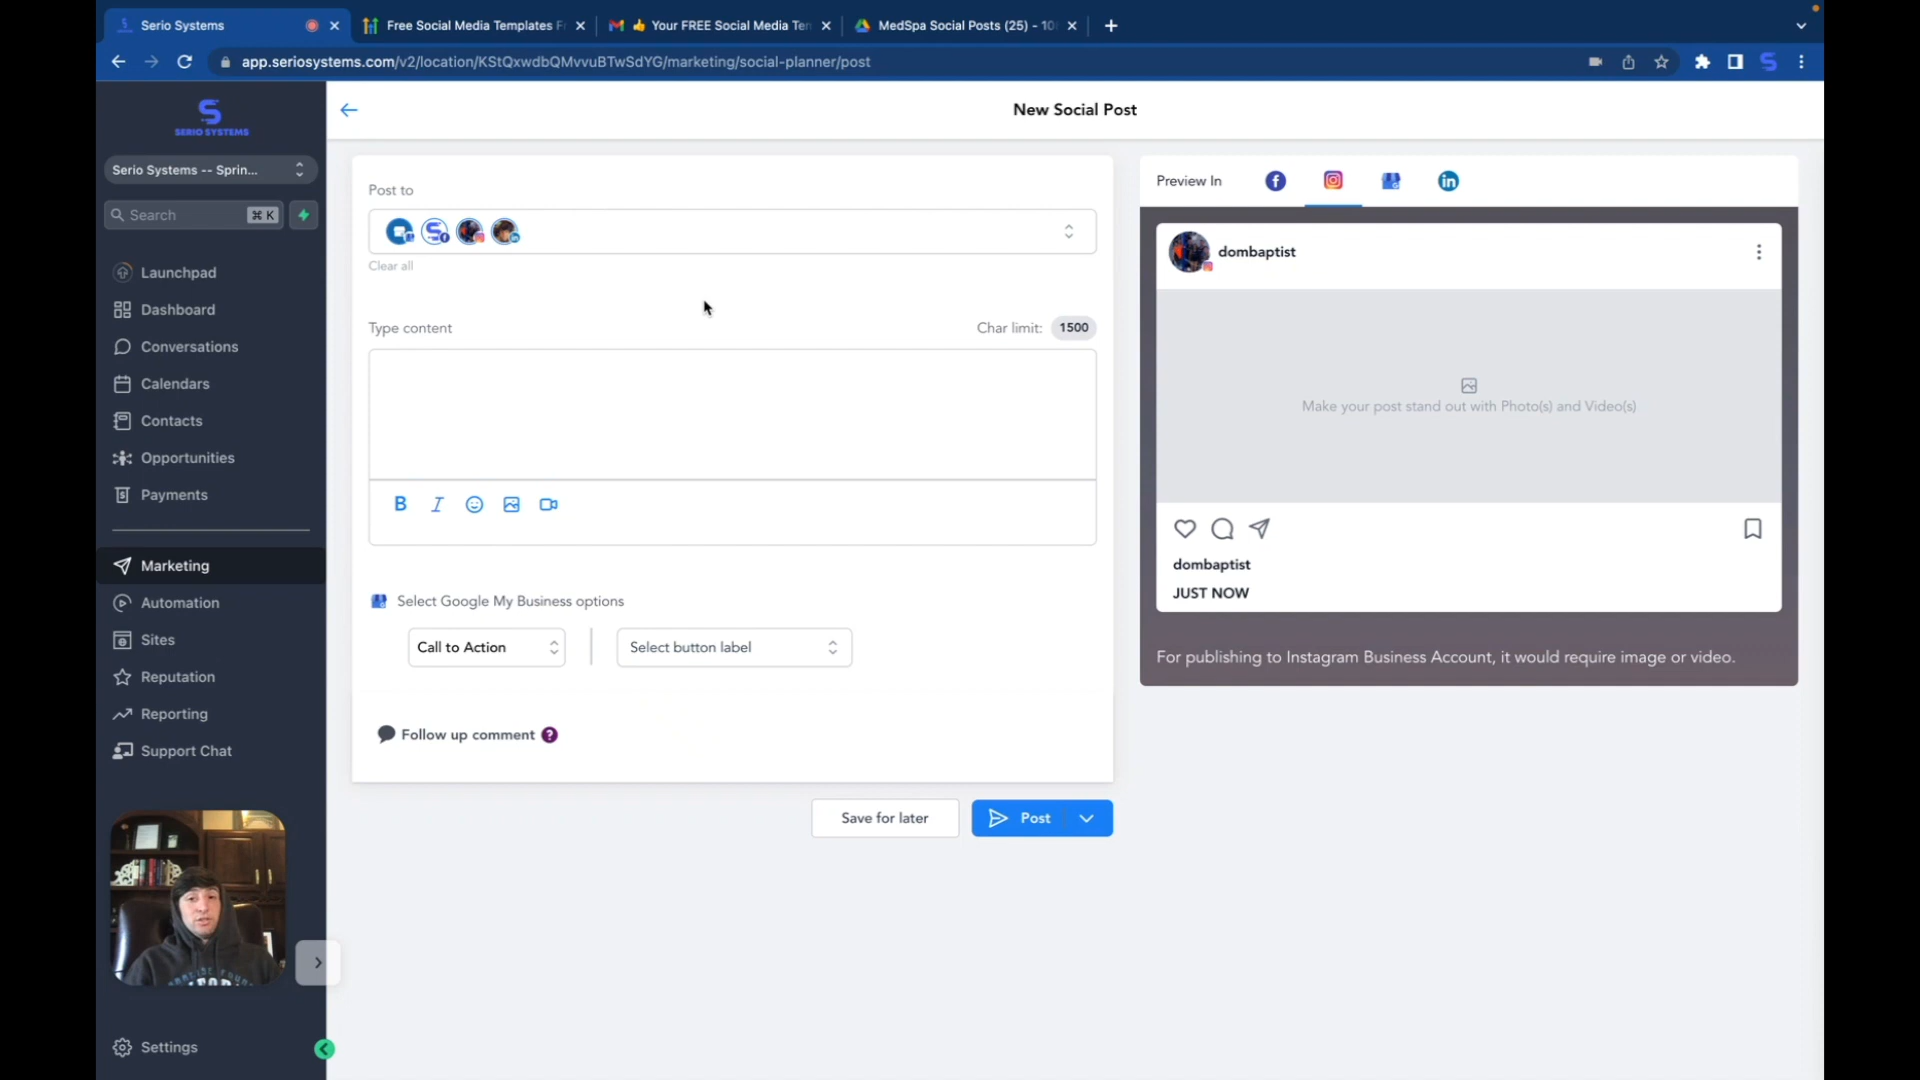 Serio Systems
Free Social Media Templates F
Your FREE Social Media Ten
MedSpa Social Posts (25) - 10
app.seriosystems.com/v2/location/KStQxwdbQMvvuBTwSdYG/marketing/social-planner/post
S
SERIO SYSTEMS
Serio Systems -- Sprin...
Search
⌘ K
Launchpad
Dashboard
Conversations
Calendars
Contacts
Opportunities
Payments
Marketing
Automation
Sites
Reputation
Reporting
Support Chat
Settings
New Social Post
Post to
Clear all
Type content
Char limit: 1500
B I
Select Google My Business options
Call to Action
Select button label
Follow up comment ?
Save for later
Post
Preview In
dombaptist
Make your post stand out with Photo(s) and Video(s)
dombaptist
JUST NOW
For publishing to Instagram Business Account, it would require image or video.